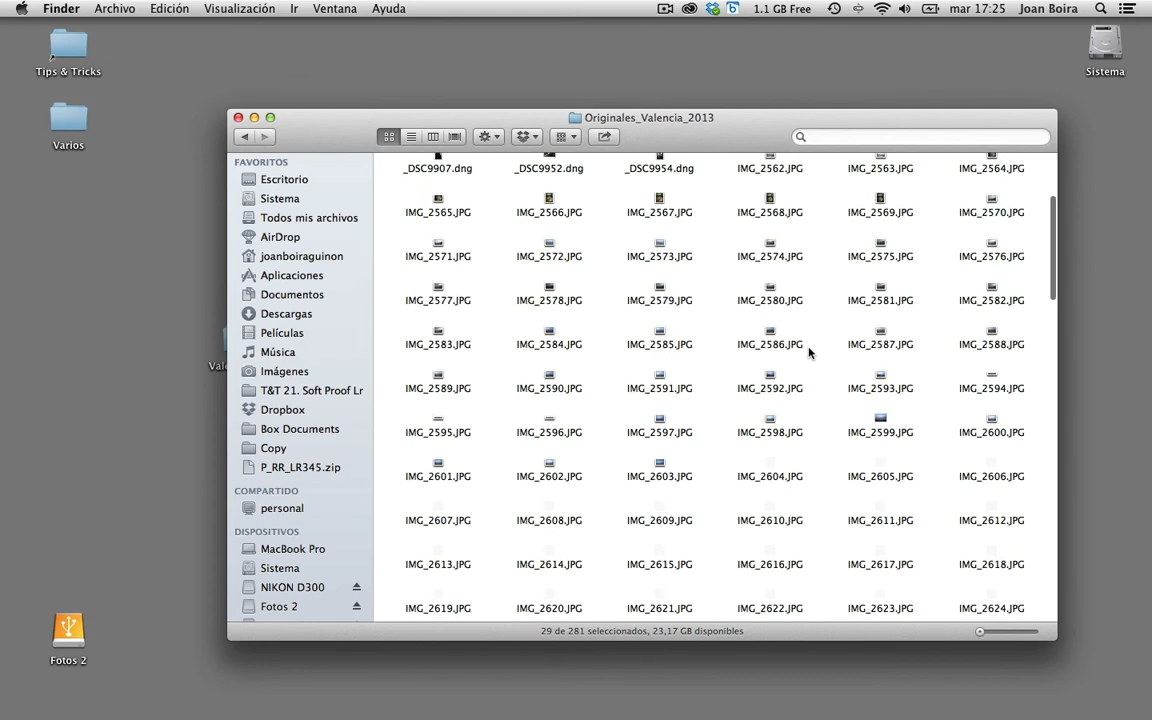 Finder Archivo Edición Visualización Ir Ventana Ayuda 1.1 GB Free mar 17:25 Joan Boira
Tips & Tricks
Varios
Sistema
Fotos 2
Originales_Valencia_2013
FAVORITOS
Escritorio
Sistema
Todos mis archivos
AirDrop
joanboiraguinon
Aplicaciones
Documentos
Descargas
Películas
Música
Imágenes
T&T 21. Soft Proof Lr
Dropbox
Box Documents
Copy
P_RR_LR345.zip
COMPARTIDO
personal
DISPOSITIVOS
MacBook Pro
Sistema
NIKON D300
Fotos 2
_DSC9907.dng _DSC9952.dng _DSC9954.dng IMG_2562.JPG IMG_2563.JPG IMG_2564.JPG
IMG_2565.JPG IMG_2566.JPG IMG_2567.JPG IMG_2568.JPG IMG_2569.JPG IMG_2570.JPG
IMG_2571.JPG IMG_2572.JPG IMG_2573.JPG IMG_2574.JPG IMG_2575.JPG IMG_2576.JPG
IMG_2577.JPG IMG_2578.JPG IMG_2579.JPG IMG_2580.JPG IMG_2581.JPG IMG_2582.JPG
IMG_2583.JPG IMG_2584.JPG IMG_2585.JPG IMG_2586.JPG IMG_2587.JPG IMG_2588.JPG
IMG_2589.JPG IMG_2590.JPG IMG_2591.JPG IMG_2592.JPG IMG_2593.JPG IMG_2594.JPG
IMG_2595.JPG IMG_2596.JPG IMG_2597.JPG IMG_2598.JPG IMG_2599.JPG IMG_2600.JPG
IMG_2601.JPG IMG_2602.JPG IMG_2603.JPG IMG_2604.JPG IMG_2605.JPG IMG_2606.JPG
IMG_2607.JPG IMG_2608.JPG IMG_2609.JPG IMG_2610.JPG IMG_2611.JPG IMG_2612.JPG
IMG_2613.JPG IMG_2614.JPG IMG_2615.JPG IMG_2616.JPG IMG_2617.JPG IMG_2618.JPG
IMG_2619.JPG IMG_2620.JPG IMG_2621.JPG IMG_2622.JPG IMG_2623.JPG IMG_2624.JPG
29 de 281 seleccionados, 23,17 GB disponibles